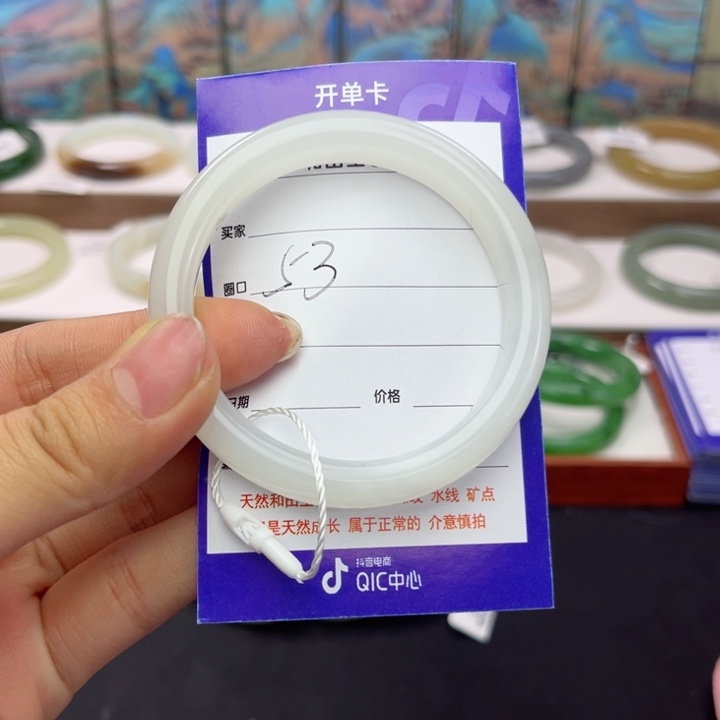 开单卡
买家
圈口 53
日期 价格
天然和田玉 水线 矿点
是天然成长 属于正常的 介意慎拍
抖音电商
QIC中心